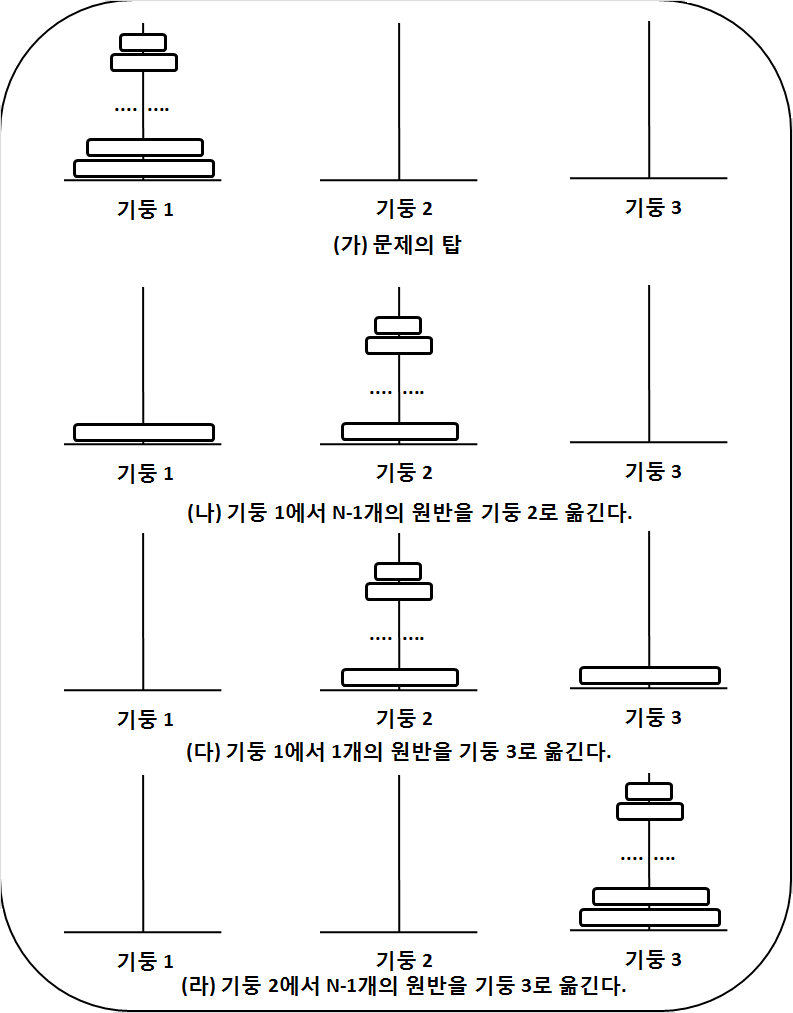 .... ....
기둥 1 기둥 2 기둥 3
(가) 문제의 탑
.... ....
기둥 1 기둥 2 기둥 3
(나) 기둥 1에서 N-1개의 원반을 기둥 2로 옮긴다.
.... ....
기둥 1 기둥 2 기둥 3
(다) 기둥 1에서 1개의 원반을 기둥 3로 옮긴다.
.... ....
기둥 1 기둥 2 기둥 3
(라) 기둥 2에서 N-1개의 원반을 기둥 3로 옮긴다.